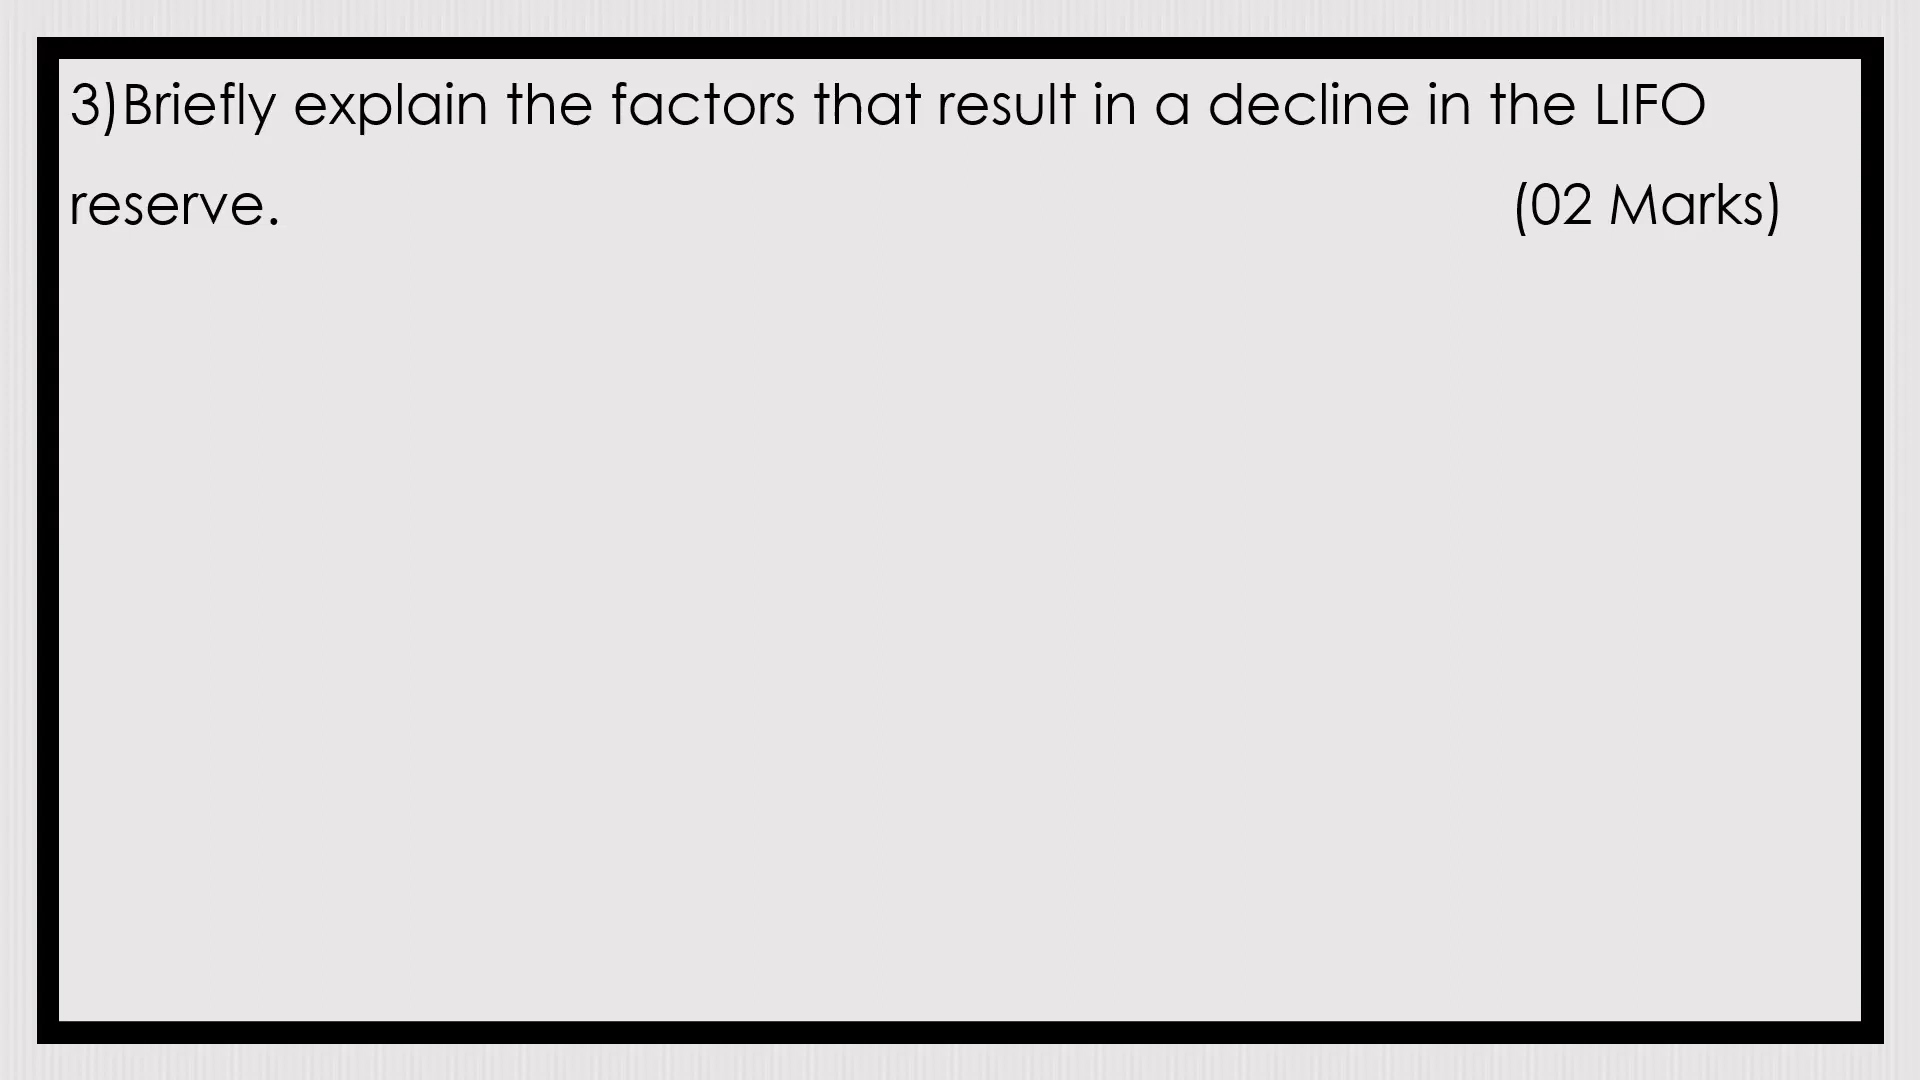 3)Briefly explain the factors that result in a decline in the LIFO
reserve. (02 Marks)